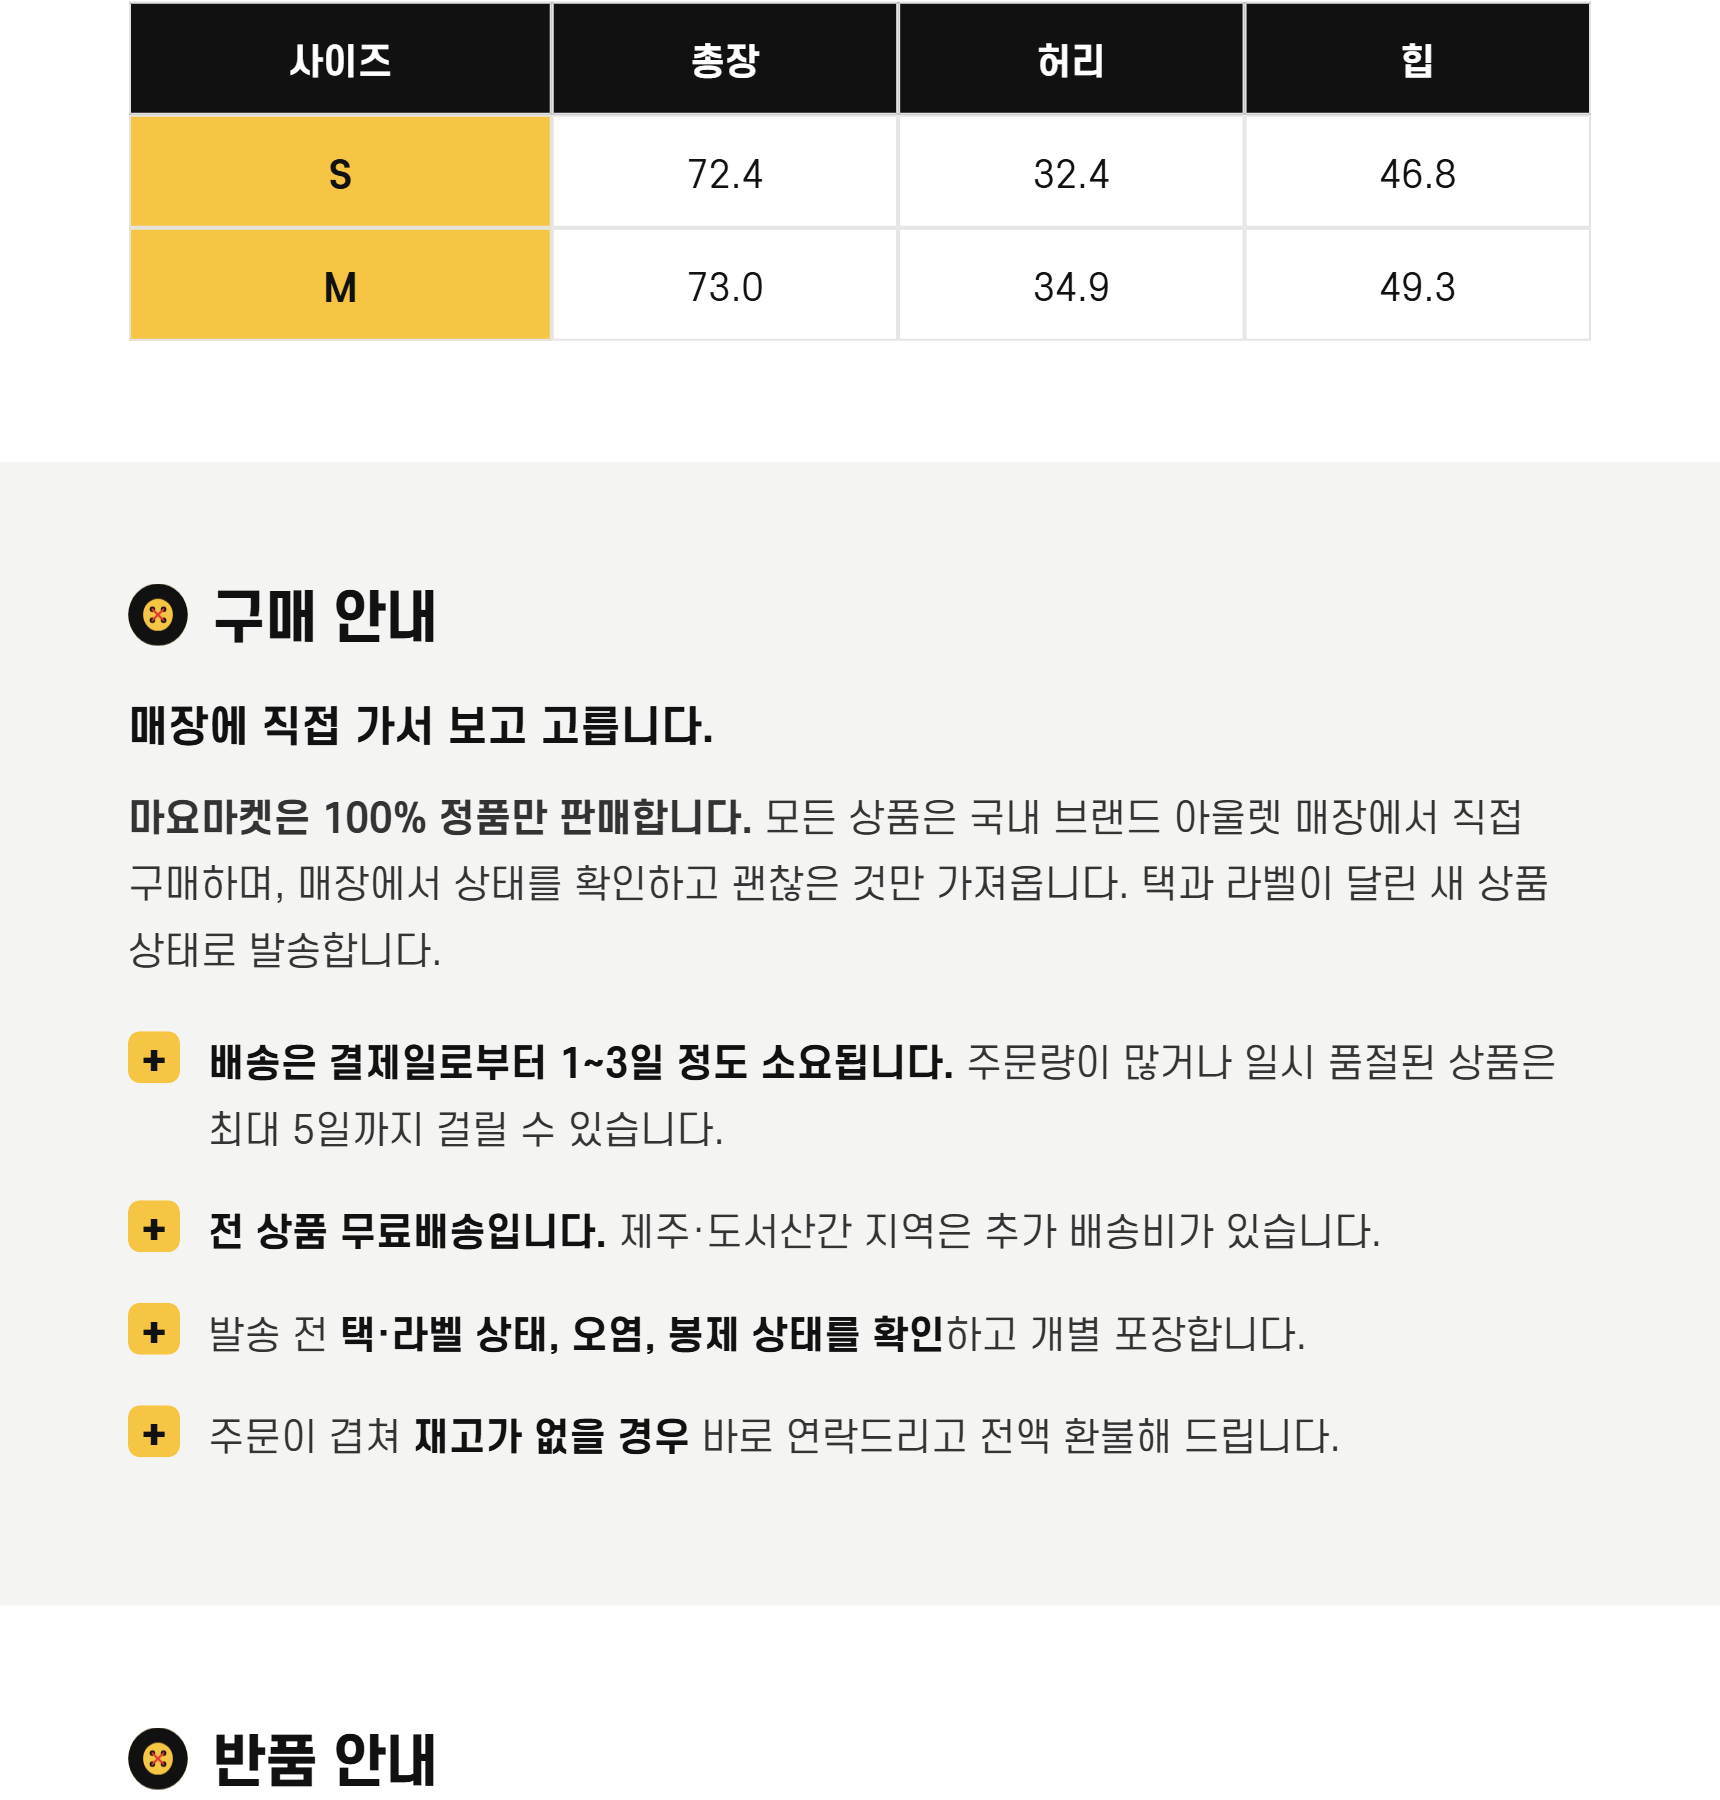 사이즈 총장 허리 힙
S 72.4 32.4 46.8
M 73.0 34.9 49.3
구매 안내
매장에 직접 가서 보고 고릅니다.
마요마켓은 100% 정품만 판매합니다. 모든 상품은 국내 브랜드 아울렛 매장에서 직접
구매하며, 매장에서 상태를 확인하고 괜찮은 것만 가져옵니다. 택과 라벨이 달린 새 상품
상태로 발송합니다.
+ 배송은 결제일로부터 1~3일 정도 소요됩니다. 주문량이 많거나 일시 품절된 상품은
최대 5일까지 걸릴 수 있습니다.
+ 전 상품 무료배송입니다. 제주·도서산간 지역은 추가 배송비가 있습니다.
+ 발송 전 택·라벨 상태, 오염, 봉제 상태를 확인하고 개별 포장합니다.
+ 주문이 겹쳐 재고가 없을 경우 바로 연락드리고 전액 환불해 드립니다.
반품 안내